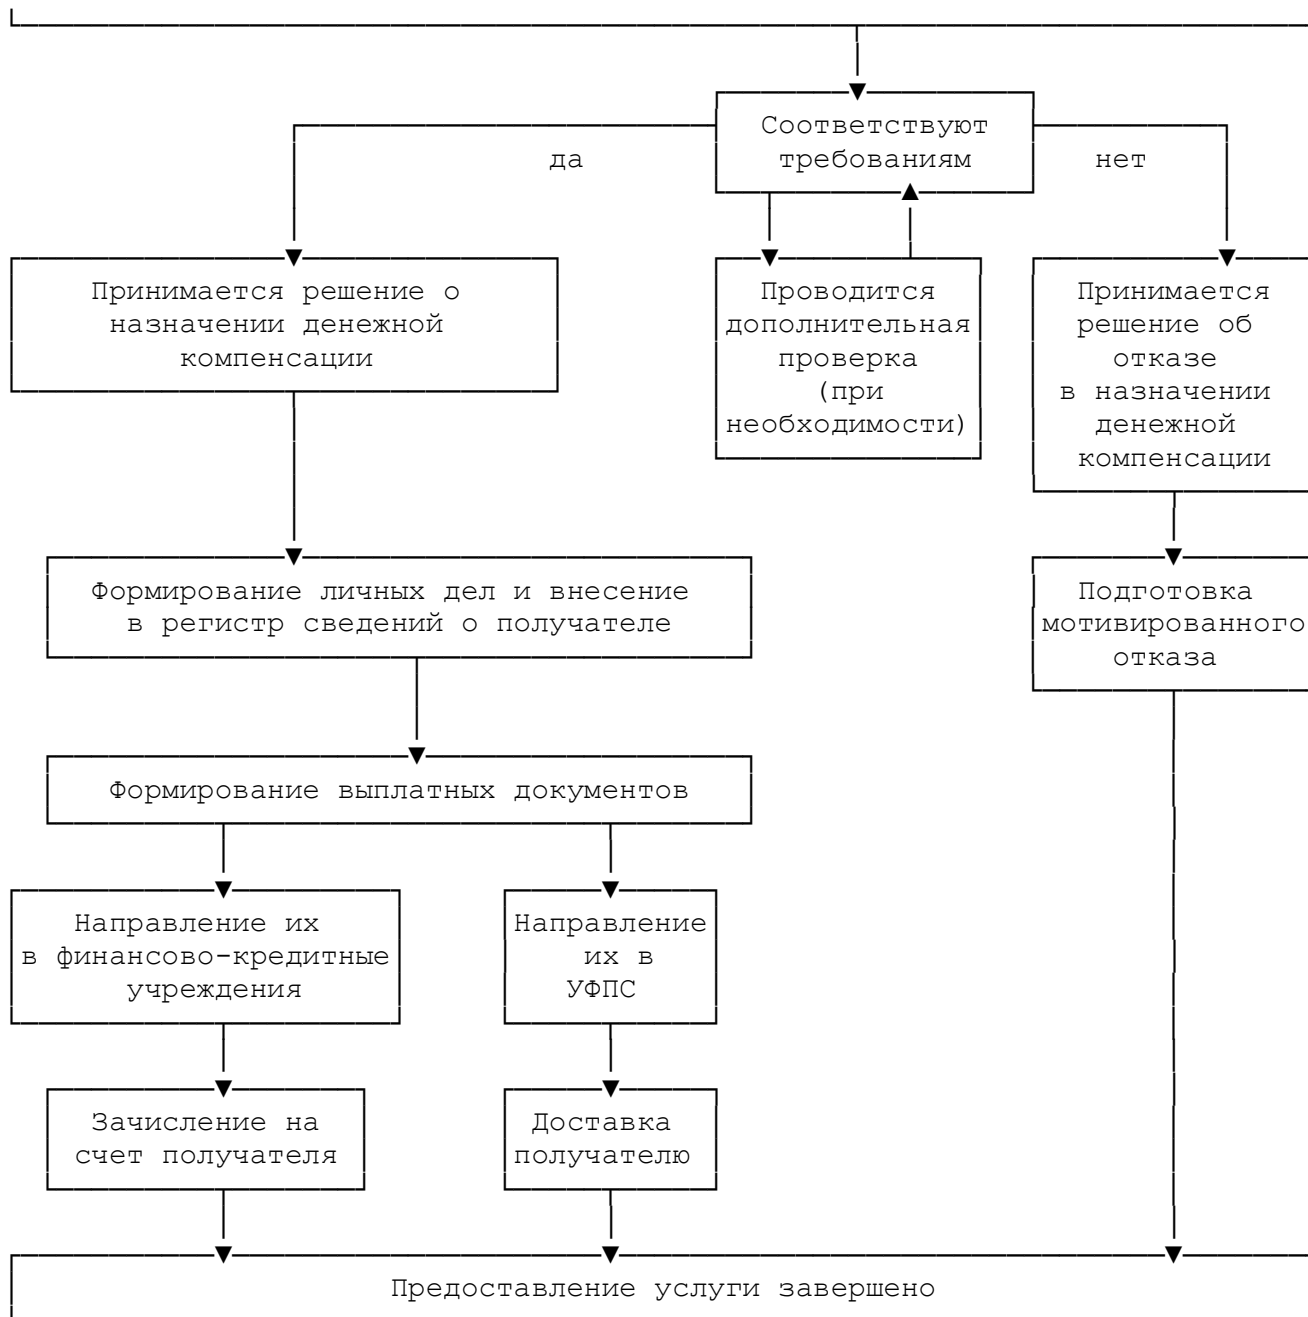 Соответствуют
требованиям
да
нет
Принимается решение о
назначении денежной
компенсации
Проводится
дополнительная
проверка
(при
необходимости)
Принимается
решение об
отказе
в назначении
денежной
компенсации
Формирование личных дел и внесение
в регистр сведений о получателе
Подготовка
мотивированного
отказа
Формирование выплатных документов
Направление их
в финансово-кредитные
учреждения
Направление
их в
УФПС
Зачисление на
счет получателя
Доставка
получателю
Предоставление услуги завершено